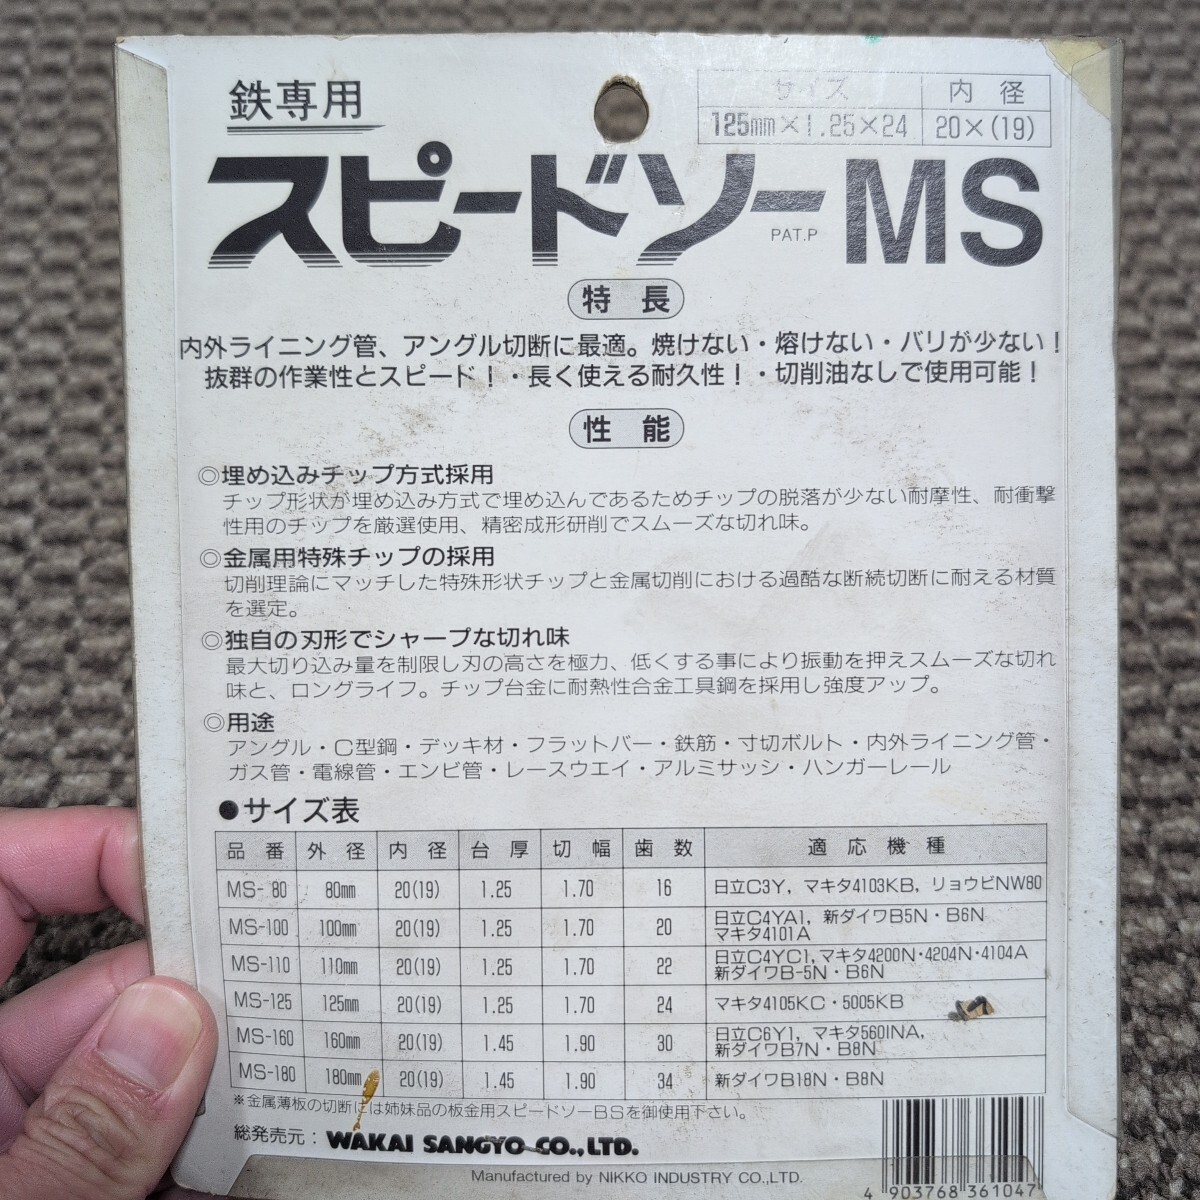 鉄専用
サイズ 内径
125mm×1.25×24 20×(19)
スピードソーMS
PAT.P
特長
内外ライニング管、アングル切断に最適。焼けない・熔けない・バリが少ない!
抜群の作業性とスピード!・長く使える耐久性!・切削油なしで使用可能!
性能
◎埋め込みチップ方式採用
チップ形状が埋め込み方式で埋め込んであるためチップの脱落が少ない耐摩性、耐衝撃
性用のチップを厳選使用、精密成形研削でスムーズな切れ味。
◎金属用特殊チップの採用
切削理論にマッチした特殊形状チップと金属切削における過酷な断続切断に耐える材質
を選定。
◎独自の刃形でシャープな切れ味
最大切り込み量を制限し刃の高さを極力、低くする事により振動を押えスムーズな切れ
味と、ロングライフ。チップ台金に耐熱性合金工具鋼を採用し強度アップ。
◎用途
アングル・C型鋼・デッキ材・フラットバー・鉄筋・寸切ボルト・内外ライニング管・
ガス管・電線管・エンビ管・レースウエイ・アルミサッシ・ハンガーレール
●サイズ表
品番 外径 内径 台厚 切幅 歯数 適応機種
MS-80 80mm 20(19) 1.25 1.70 16 日立C3Y, マキタ4103KB, リョウビNW80
MS-100 100mm 20(19) 1.25 1.70 20 日立C4YA1, 新ダイワB5N・B6N
マキタ4101A
MS-110 110mm 20(19) 1.25 1.70 22 日立C4YC1,マキタ4200N・4204N・4104A
新ダイワB-5N・B6N
MS-125 125mm 20(19) 1.25 1.70 24 マキタ4105KC・5005KB
MS-160 160mm 20(19) 1.45 1.90 30 日立C6Y1, マキタ5601NA,
新ダイワB7N・B8N
MS-180 180mm 20(19) 1.45 1.90 34 新ダイワB18N・B8N
※金属薄板の切断には姉妹品の板金用スピードソーBSを御使用下さい。
総発売元: WAKAI SANGYO CO.,LTD.
Manufactured by NIKKO INDUSTRY CO.,LTD.
4 903768 361047